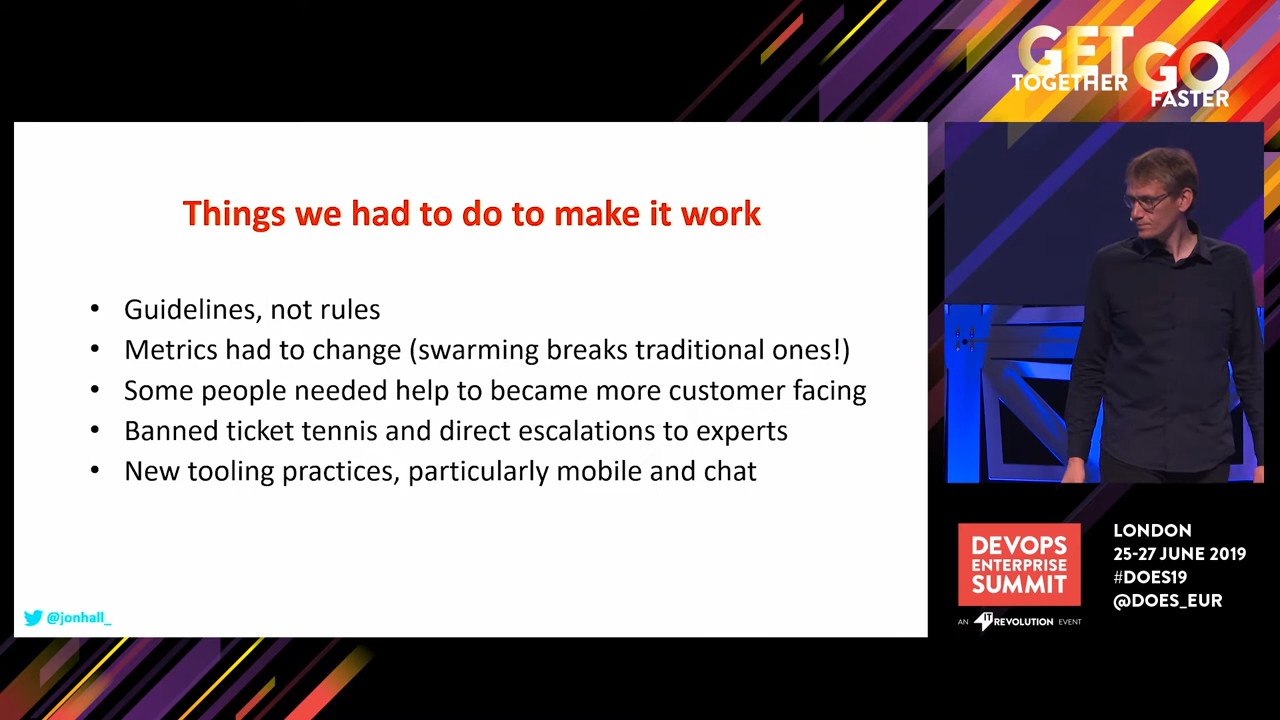 GET GO
TOGETHER
FASTER
Things we had to do to make it work
• Guidelines, not rules
• Metrics had to change (swarming breaks traditional ones!)
• Some people needed help to became more customer facing
• Banned ticket tennis and direct escalations to experts
• New tooling practices, particularly mobile and chat
@jonhall_
DEVOPS
ENTERPRISE
SUMMIT
AN IT REVOLUTION EVENT
LONDON
25-27 JUNE 2019
#DOES19
@DOES_EUR